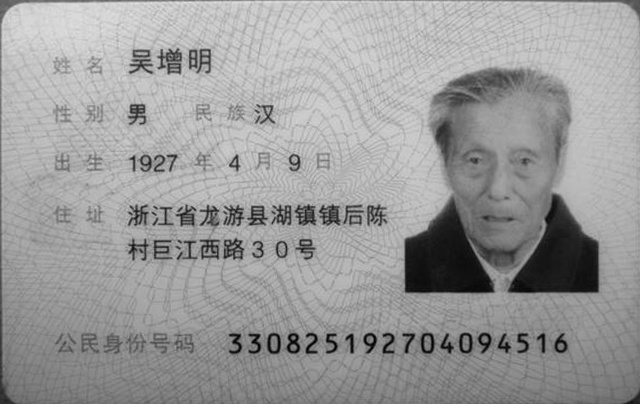 姓名 吴增明
性别 男 民族 汉
出生 1927 年 4 月 9 日
住址 浙江省龙游县湖镇镇后陈
村巨江西路30号
公民身份号码 330825192704094516